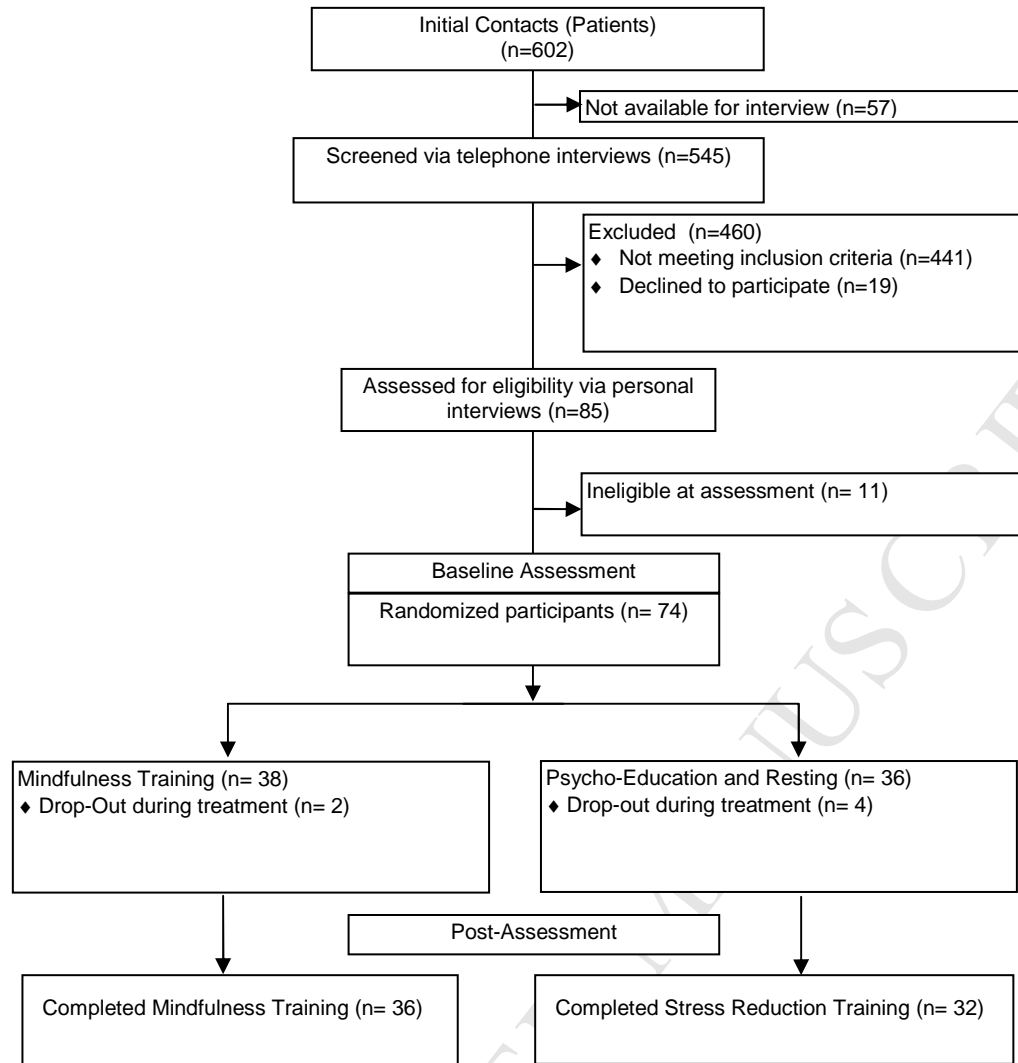 Initial Contacts (Patients)
(n=602)
Not available for interview (n=57)
Screened via telephone interviews (n=545)
Excluded  (n=460)
♦ Not meeting inclusion criteria (n=441)
♦ Declined to participate (n=19)
Assessed for eligibility via personal
interviews (n=85)
Ineligible at assessment (n= 11)
Baseline Assessment
Randomized participants (n= 74)
Mindfulness Training (n= 38)
♦ Drop-Out during treatment (n= 2)
Psycho-Education and Resting (n= 36)
♦ Drop-out during treatment (n= 4)
Post-Assessment
Completed Mindfulness Training (n= 36)
Completed Stress Reduction Training (n= 32)